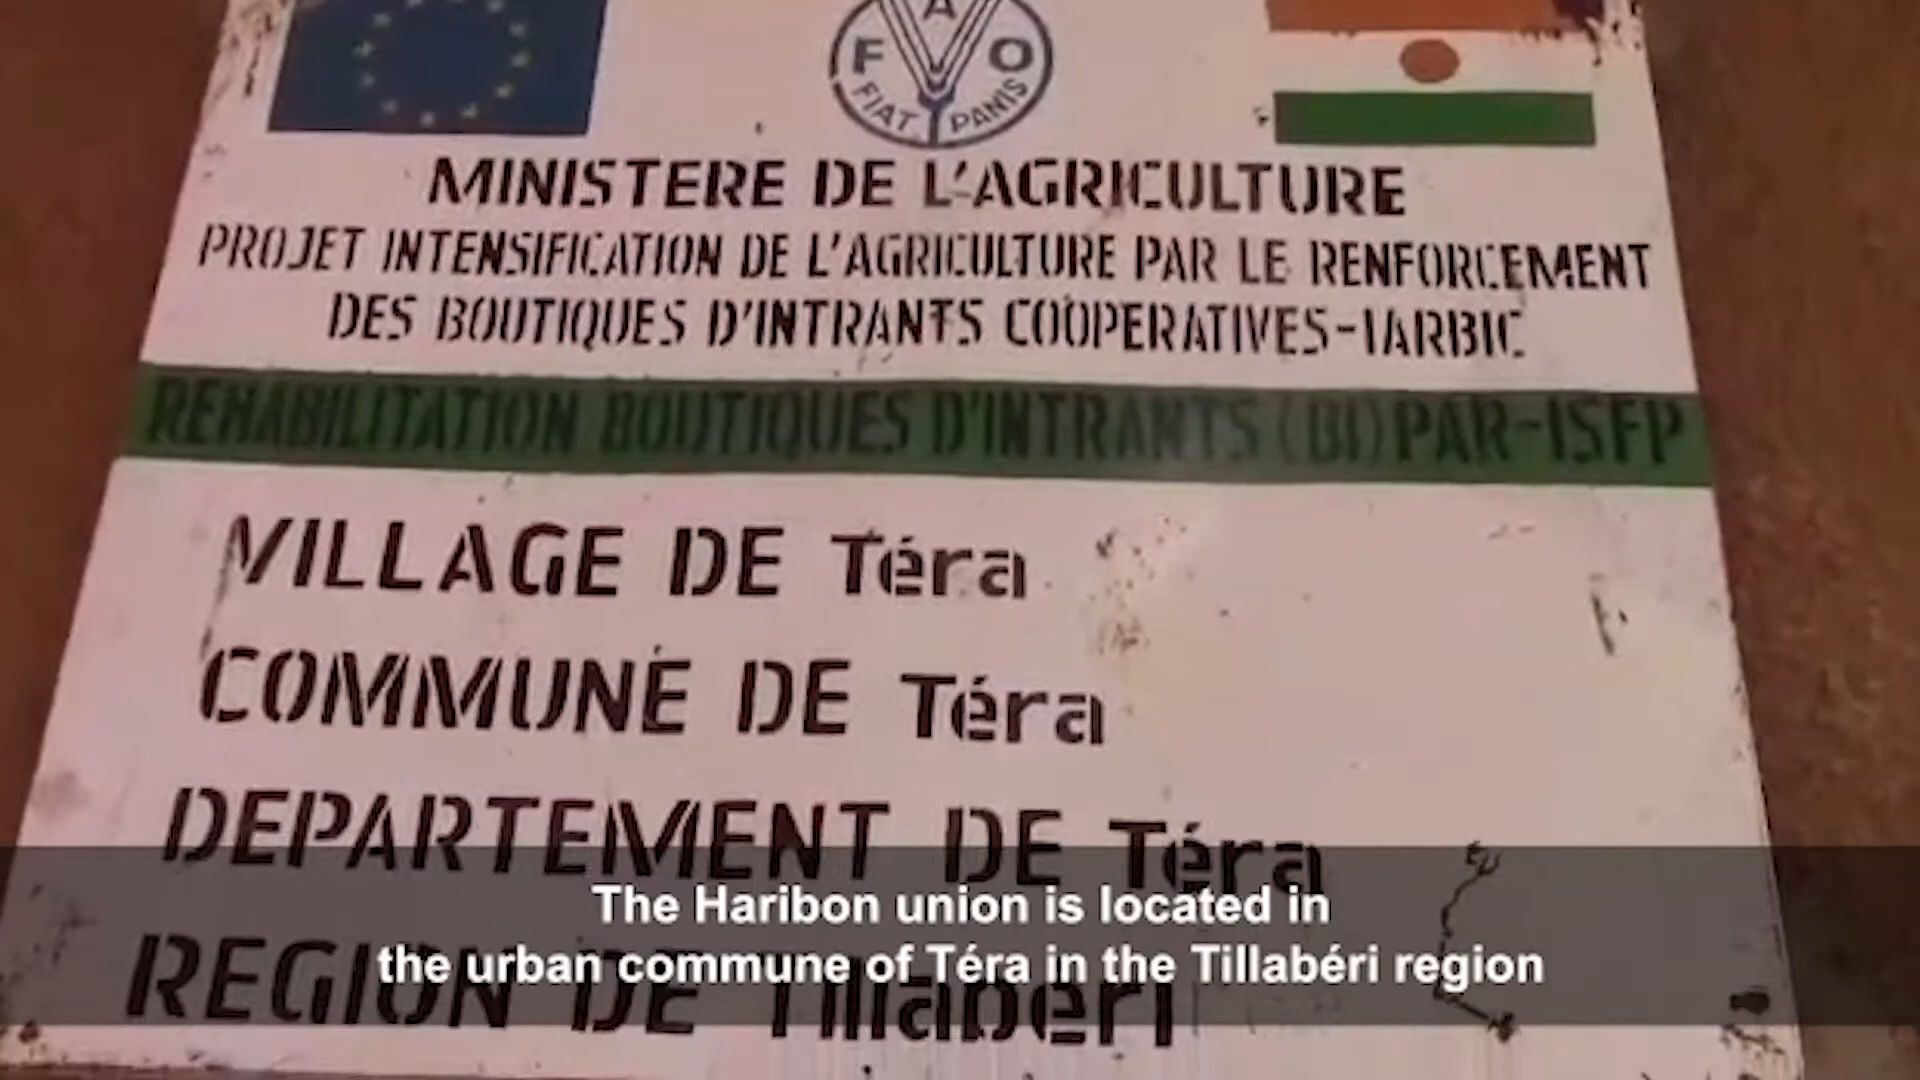 F A O
FIAT PANIS
MINISTERE DE L'AGRICULTURE
PROJET INTENSIFICATION DE L'AGRICULTURE PAR LE RENFORCEMENT
DES BOUTIQUES D'INTRANTS COOPERATIVES-IARBIC
REHABILITATION BOUTIQUES D'INTRANTS (BI) PAR-ISFP
VILLAGE DE Téra
COMMUNE DE Téra
DEPARTEMENT DE Téra
REGION DE Tillabéri
The Haribon union is located in
the urban commune of Téra in the Tillabéri region